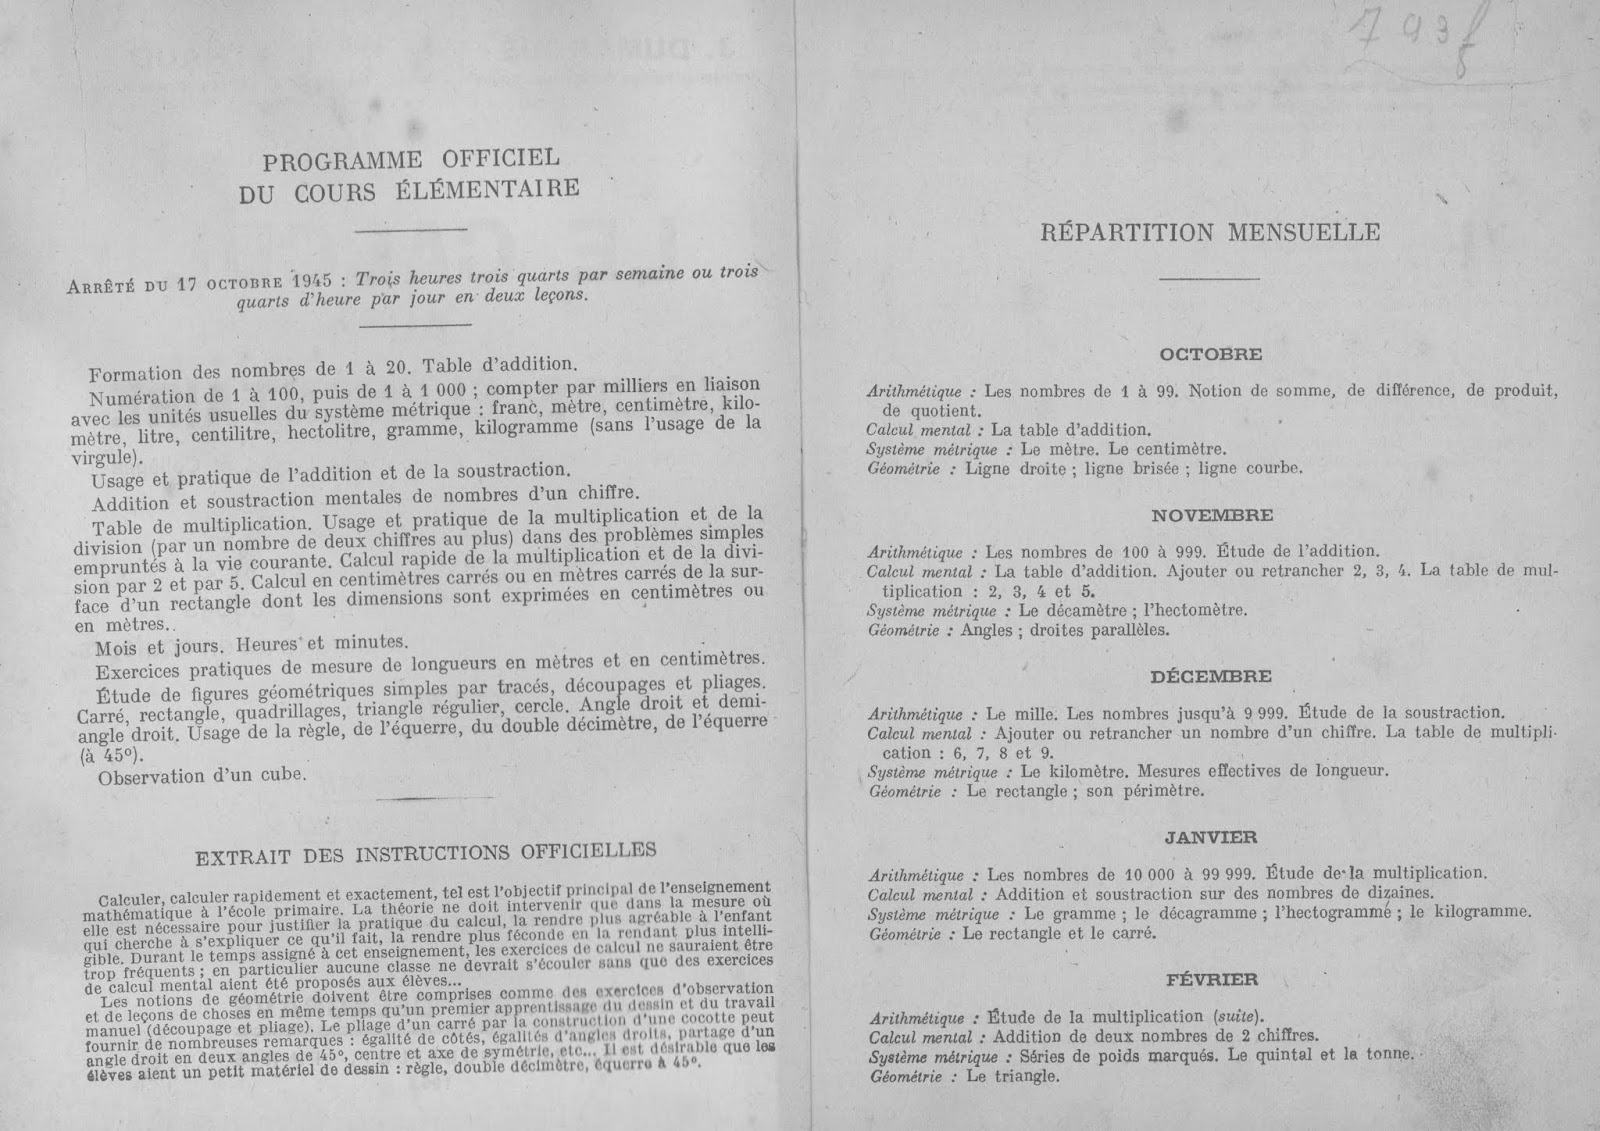 PROGRAMME OFFICIEL
DU COURS ÉLÉMENTAIRE
ARRÊTÉ DU 17 OCTOBRE 1945 : Trois heures trois quarts par semaine ou trois
quarts d'heure par jour en deux leçons.
Formation des nombres de 1 à 20. Table d'addition.
Numération de 1 à 100, puis de 1 à 1 000 ; compter par milliers en liaison
avec les unités usuelles du système métrique : franc, mètre, centimètre, kilo-
mètre, litre, centilitre, hectolitre, gramme, kilogramme (sans l'usage de la
virgule).
Usage et pratique de l'addition et de la soustraction.
Addition et soustraction mentales de nombres d'un chiffre.
Table de multiplication. Usage et pratique de la multiplication et de la
division (par un nombre de deux chiffres au plus) dans des problèmes simples
empruntés à la vie courante. Calcul rapide de la multiplication et de la divi-
sion par 2 et par 5. Calcul en centimètres carrés ou en mètres carrés de la sur-
face d'un rectangle dont les dimensions sont exprimées en centimètres ou
en mètres..
Mois et jours. Heures et minutes.
Exercices pratiques de mesure de longueurs en mètres et en centimètres.
Étude de figures géométriques simples par tracés, découpages et pliages.
Carré, rectangle, quadrillages, triangle régulier, cercle. Angle droit et demi-
angle droit. Usage de la règle, de l'équerre, du double décimètre, de l'équerre
(à 45º).
Observation d'un cube.
EXTRAIT DES INSTRUCTIONS OFFICIELLES
Calculer, calculer rapidement et exactement, tel est l'objectif principal de l'enseignement
mathématique à l'école primaire. La théorie ne doit intervenir que dans la mesure où
elle est nécessaire pour justifier la pratique du calcul, la rendre plus agréable à l'enfant
qui cherche à s'expliquer ce qu'il fait, la rendre plus féconde en la rendant plus intelli-
gible. Durant le temps assigné à cet enseignement, les exercices de calcul ne sauraient être
trop fréquents ; en particulier aucune classe ne devrait s'écouler sans que des exercices
de calcul mental aient été proposés aux élèves...
Les notions de géométrie doivent être comprises comme des exercices d'observation
et de leçons de choses en même temps qu'un premier apprentissage du dessin et du travail
manuel (découpage et pliage). Le pliage d'un carré par la construction d'une cocotte peut
fournir de nombreuses remarques : égalité de côtés, égalités d'angles droits, partage d'un
angle droit en deux angles de 45º, centre et axe de symétrie, etc... Il est désirable que les
élèves aient un petit matériel de dessin : règle, double décimètre, équerre à 45º.
793
RÉPARTITION MENSUELLE
OCTOBRE
Arithmétique : Les nombres de 1 à 99. Notion de somme, de différence, de produit,
de quotient.
Calcul mental : La table d'addition.
Système métrique : Le mètre. Le centimètre.
Géométrie : Ligne droite ; ligne brisée ; ligne courbe.
NOVEMBRE
Arithmétique : Les nombres de 100 à 999. Étude de l'addition.
Calcul mental : La table d'addition. Ajouter ou retrancher 2, 3, 4. La table de mul-
tiplication : 2, 3, 4 et 5.
Système métrique : Le décamètre ; l'hectomètre.
Géométrie : Angles ; droites parallèles.
DÉCEMBRE
Arithmétique : Le mille. Les nombres jusqu'à 9 999. Étude de la soustraction.
Calcul mental : Ajouter ou retrancher un nombre d'un chiffre. La table de multipli-
cation : 6, 7, 8 et 9.
Système métrique : Le kilomètre. Mesures effectives de longueur.
Géométrie : Le rectangle ; son périmètre.
JANVIER
Arithmétique : Les nombres de 10 000 à 99 999. Étude de la multiplication.
Calcul mental : Addition et soustraction sur des nombres de dizaines.
Système métrique : Le gramme ; le décagramme ; l'hectogramme ; le kilogramme.
Géométrie : Le rectangle et le carré.
FÉVRIER
Arithmétique : Étude de la multiplication (suite).
Calcul mental : Addition de deux nombres de 2 chiffres.
Système métrique : Séries de poids marqués. Le quintal et la tonne.
Géométrie : Le triangle.